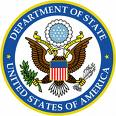 DEPARTMENT OF STATE
UNITED STATES OF AMERICA